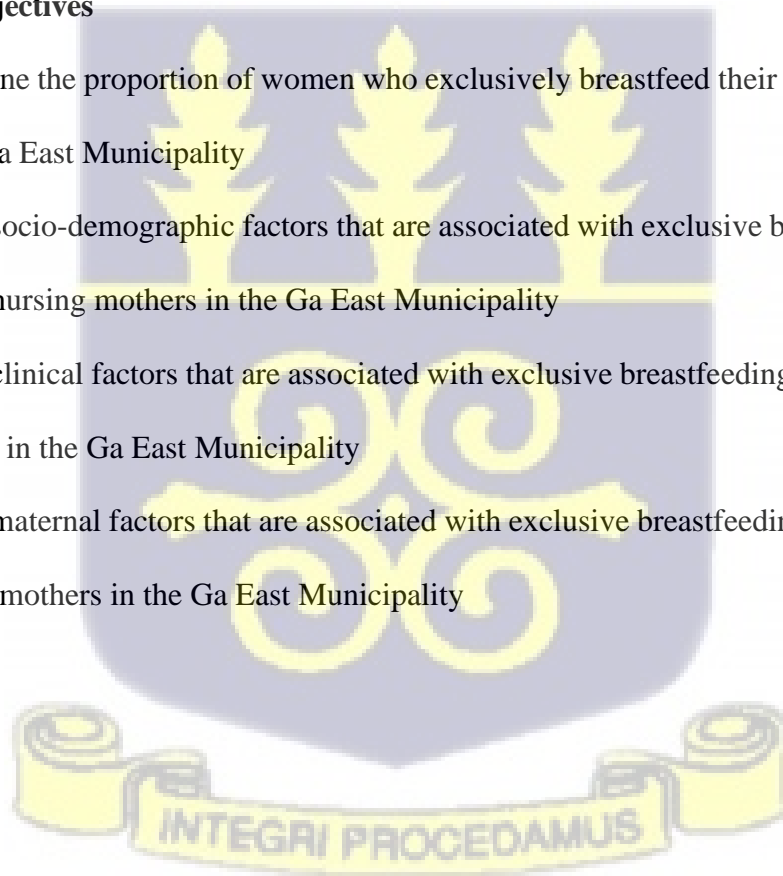 jectives
ne the proportion of women who exclusively breastfeed their
a East Municipality
socio-demographic factors that are associated with exclusive b
nursing mothers in the Ga East Municipality
clinical factors that are associated with exclusive breastfeeding
in the Ga East Municipality
maternal factors that are associated with exclusive breastfeedin
mothers in the Ga East Municipality
INTEGRI PROCEDAMUS